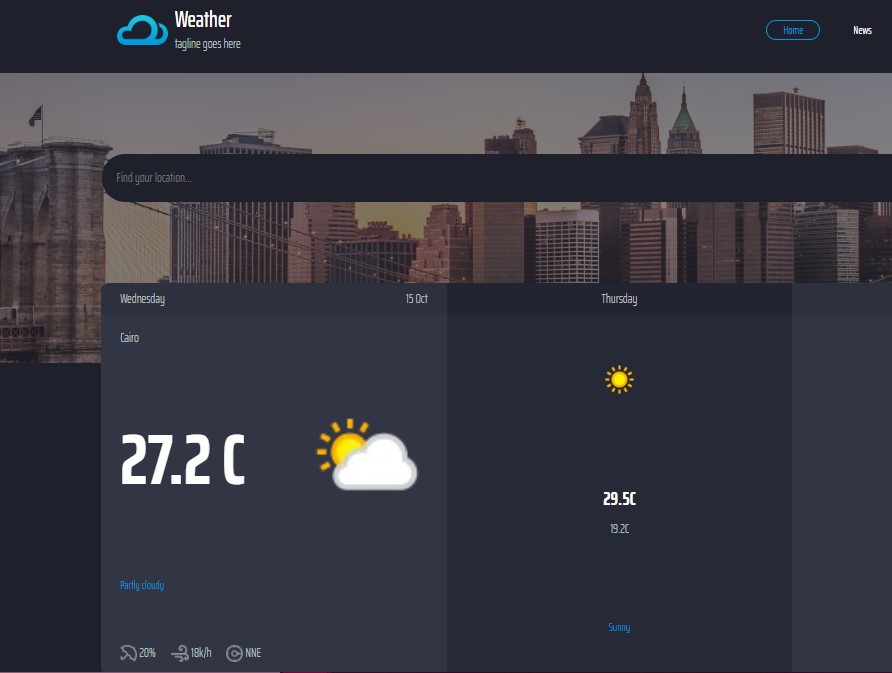 Weather
tagline goes here
Home
News
Find your location...
Wednesday
15 Oct
Thursday
Cairo
27.2 C
29.5C
19.2C
Partly cloudy
Sunny
20%
18k/h
NNE